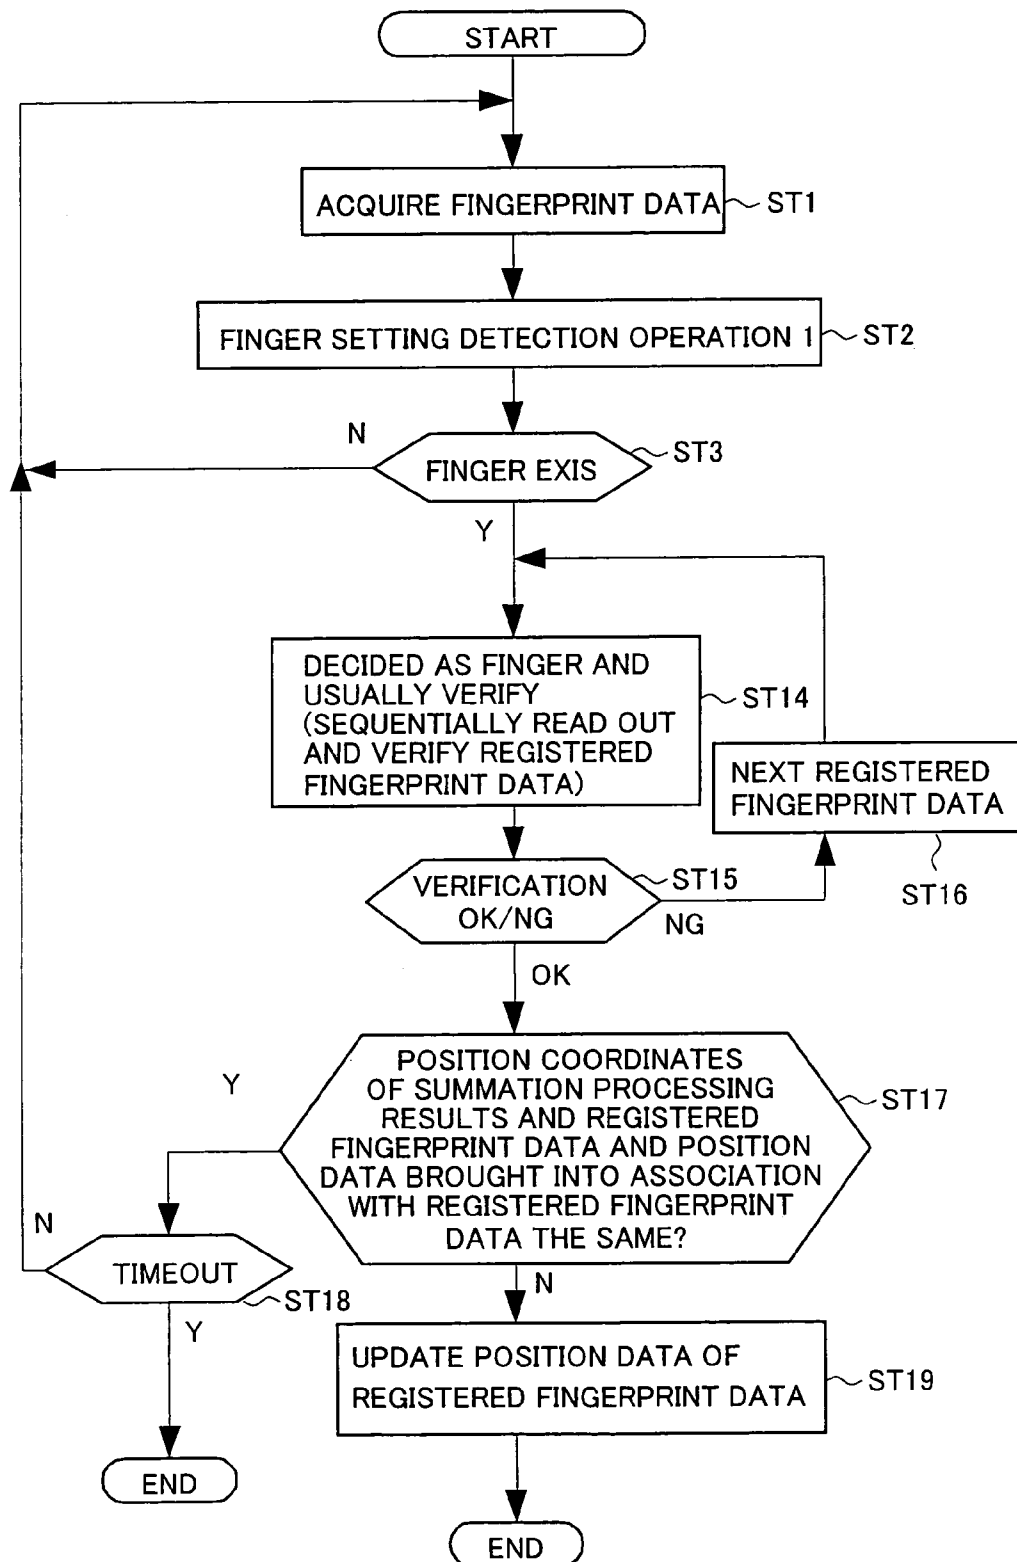 START
ACQUIRE FINGERPRINT DATA
ST1
FINGER SETTING DETECTION OPERATION 1
ST2
N
FINGER EXIS
ST3
Y
DECIDED AS FINGER AND
USUALLY VERIFY
(SEQUENTIALLY READ OUT
AND VERIFY REGISTERED
FINGERPRINT DATA)
ST14
NEXT REGISTERED
FINGERPRINT DATA
ST16
VERIFICATION
OK/NG
ST15
NG
OK
POSITION COORDINATES
OF SUMMATION PROCESSING
RESULTS AND REGISTERED
FINGERPRINT DATA AND POSITION
DATA BROUGHT INTO ASSOCIATION
WITH REGISTERED FINGERPRINT
DATA THE SAME?
ST17
Y
N
TIMEOUT
ST18
Y
N
UPDATE POSITION DATA OF
REGISTERED FINGERPRINT DATA
ST19
END
END